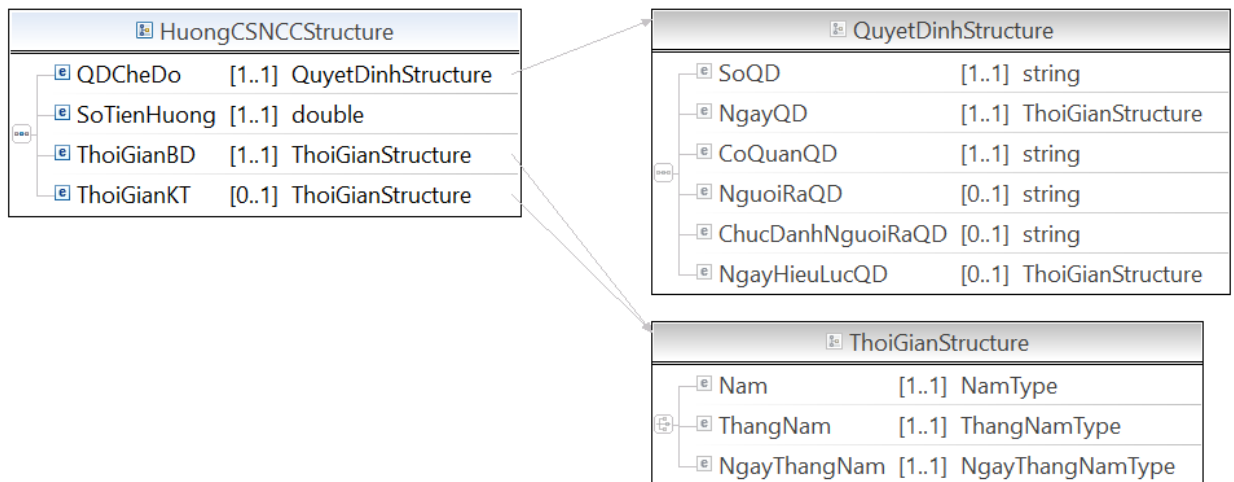 HuongCSNCCStructure
QDCheDo [1..1] QuyetDinhStructure
SoTienHuong [1..1] double
ThoiGianBD [1..1] ThoiGianStructure
ThoiGianKT [0..1] ThoiGianStructure
QuyetDinhStructure
SoQD [1..1] string
NgayQD [1..1] ThoiGianStructure
CoQuanQD [1..1] string
NguoiRaQD [0..1] string
ChucDanhNguoiRaQD [0..1] string
NgayHieuLucQD [0..1] ThoiGianStructure
ThoiGianStructure
Nam [1..1] NamType
ThangNam [1..1] ThangNamType
NgayThangNam [1..1] NgayThangNamType